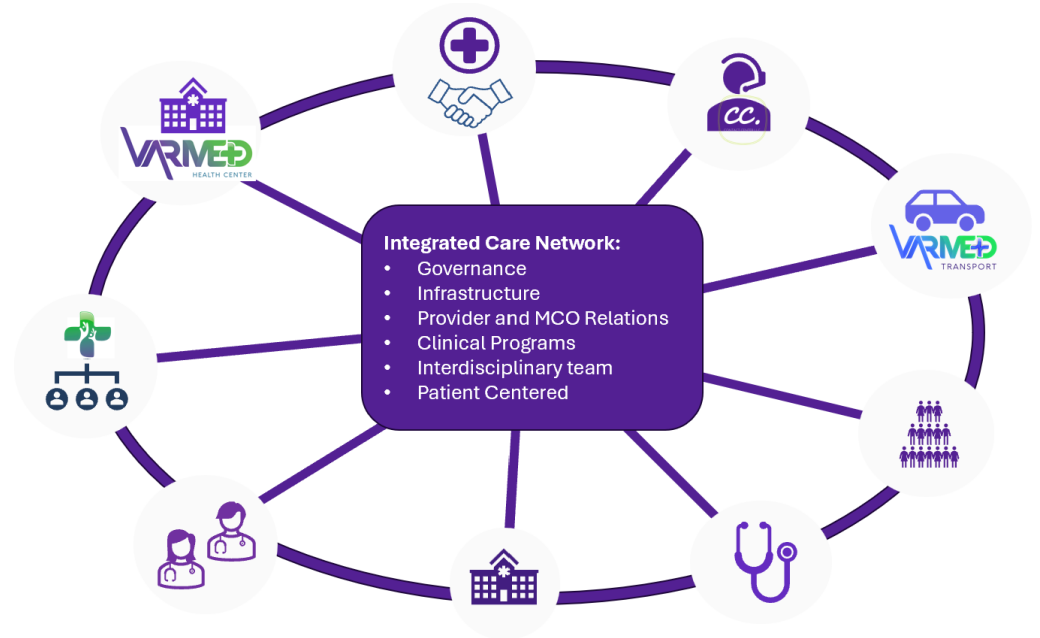 cc.
VARMED
HEALTH CENTER
VARMED
TRANSPORT
Integrated Care Network:
• Governance
• Infrastructure
• Provider and MCO Relations
• Clinical Programs
• Interdisciplinary team
• Patient Centered